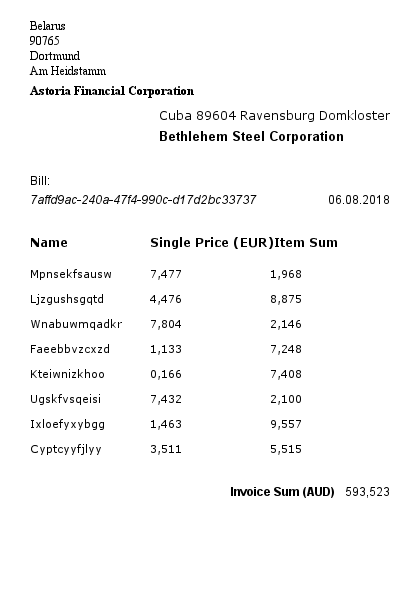 Belarus
90765
Dortmund
Am Heidstamm
Astoria Financial Corporation
Cuba 89604 Ravensburg Domkloster
Bethlehem Steel Corporation
Bill:
7affd9ac-240a-47f4-990c-d17d2bc33737 06.08.2018
Name Single Price (EUR)Item Sum
Mpnsekfsausw 7,477 1,968
Ljzgushsgqtd 4,476 8,875
Wnabuwmqadkr 7,804 2,146
Faeebbvzcxzd 1,133 7,248
Kteiwnizkhoo 0,166 7,408
Ugskfvsqeisi 7,432 2,100
Ixloefyxybgg 1,463 9,557
Cyptcyyfjlyy 3,511 5,515
Invoice Sum (AUD) 593,523